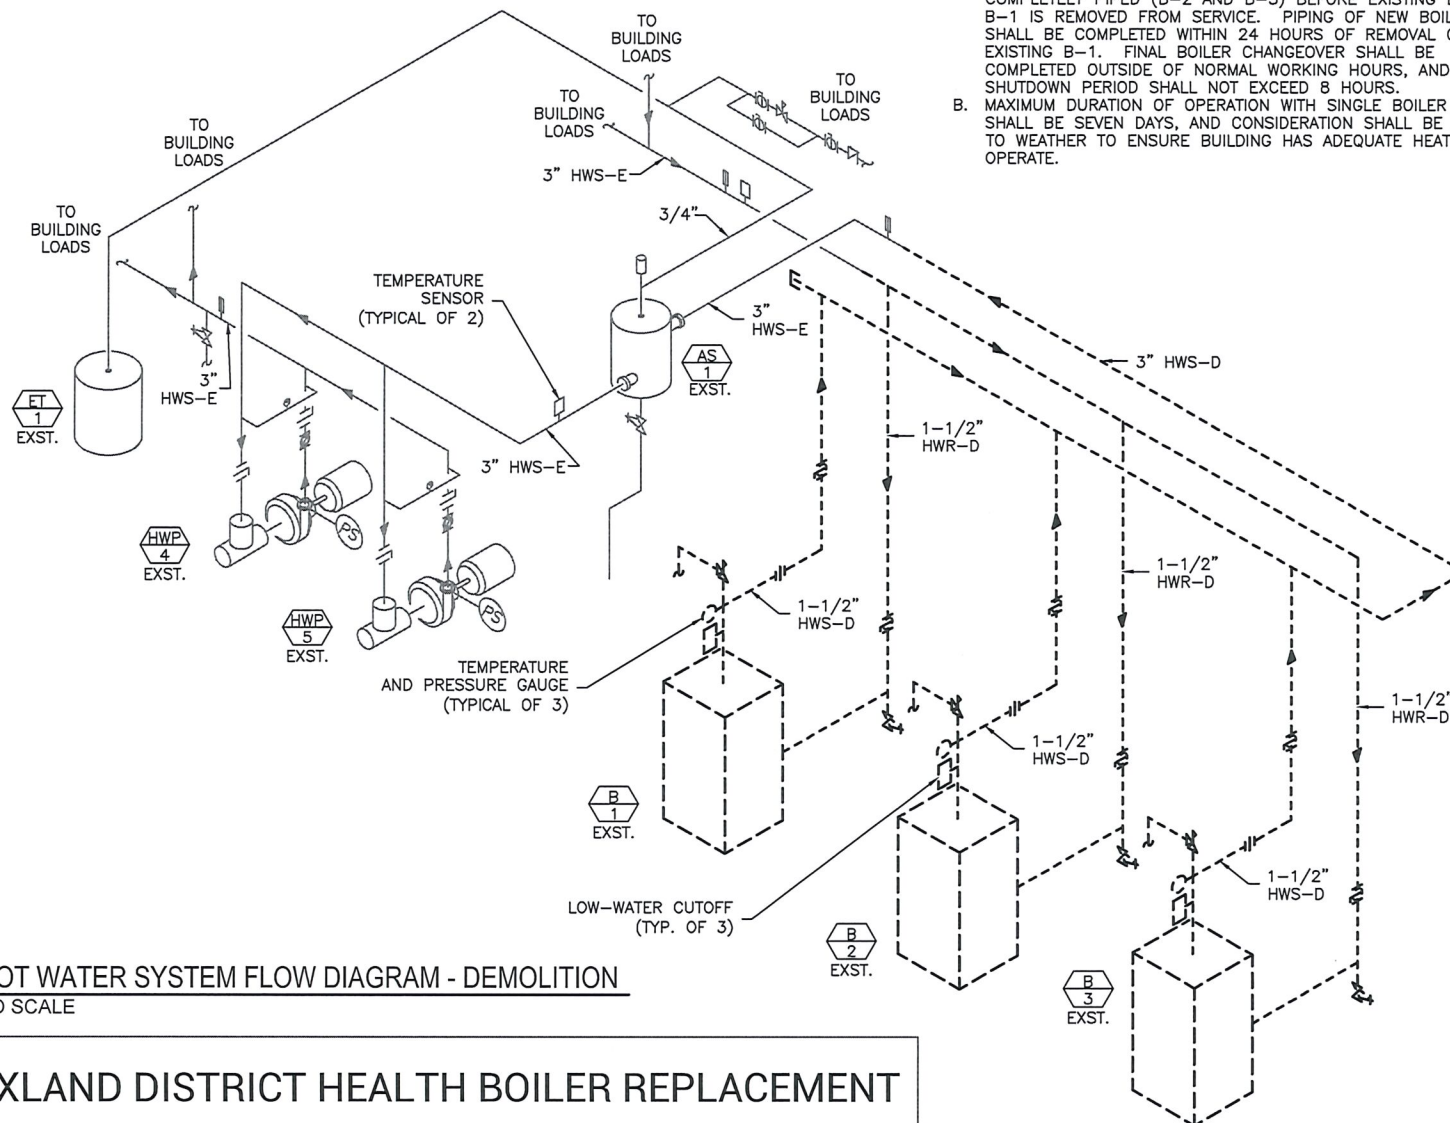 COMPLETELY PIPED (B-2 AND B-3) BEFORE EXISTING
B-1 IS REMOVED FROM SERVICE. PIPING OF NEW
SHALL BE COMPLETED WITHIN 24 HOURS OF REMOVAL
EXISTING B-1. FINAL BOILER CHANGEOVER SHALL BE
COMPLETED OUTSIDE OF NORMAL WORKING HOURS, AND
SHUTDOWN PERIOD SHALL NOT EXCEED 8 HOURS.
B. MAXIMUM DURATION OF OPERATION WITH SINGLE BOILER
SHALL BE SEVEN DAYS, AND CONSIDERATION SHALL BE
TO WEATHER TO ENSURE BUILDING HAS ADEQUATE HEAT
OPERATE.
TO
BUILDING
LOADS
TO
BUILDING
LOADS
TO
BUILDING
LOADS
TO
BUILDING
LOADS
TO
BUILDING
LOADS
3" HWS-E
3/4"
TEMPERATURE
SENSOR
(TYPICAL OF 2)
3"
HWS-E
AS
1
EXST.
3" HWS-D
3"
HWS-E
ET
1
EXST.
3" HWS-E
1-1/2"
HWR-D
HWP
4
EXST.
PS
HWP
5
EXST.
PS
1-1/2"
HWR-D
1-1/2"
HWS-D
TEMPERATURE
AND PRESSURE GAUGE
(TYPICAL OF 3)
1-1/2"
HWR-D
1-1/2"
HWS-D
B
1
EXST.
LOW-WATER CUTOFF
(TYP. OF 3)
1-1/2"
HWS-D
B
2
EXST.
B
3
EXST.
OT WATER SYSTEM FLOW DIAGRAM - DEMOLITION
O SCALE
XLAND DISTRICT HEALTH BOILER REPLACEMENT